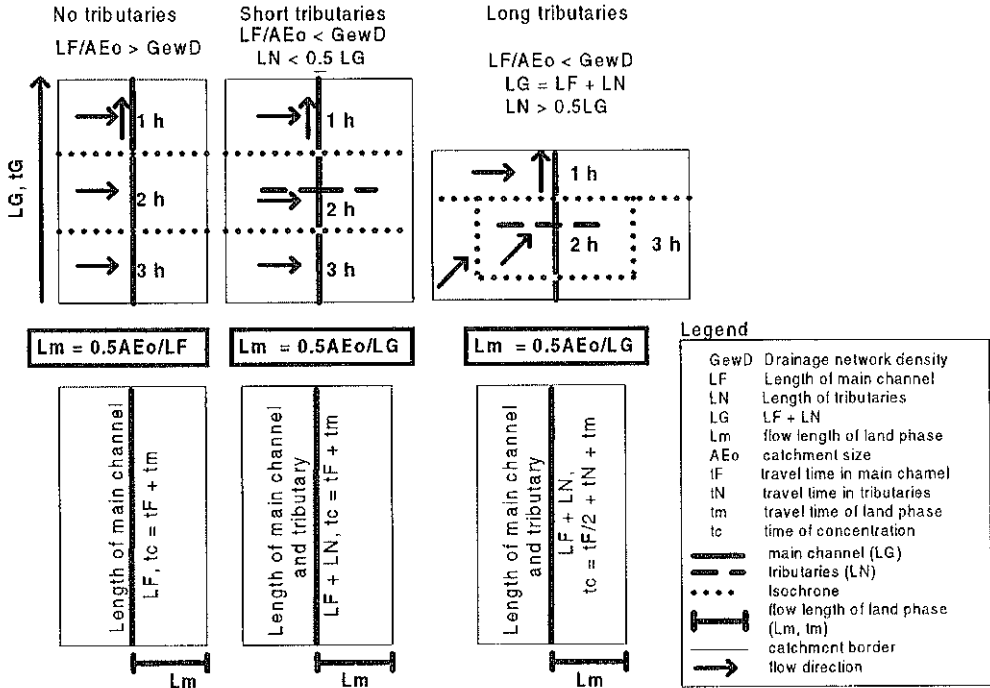 No tributaries
LF/AEo > GewD
Short tributaries
LF/AEo < GewD
LN < 0.5 LG
Long tributaries
LF/AEo < GewD
LG = LF + LN
LN > 0.5LG
LG, tG
1 h
2 h
3 h
1 h
2 h
3 h
1 h
2 h
3 h
Lm = 0.5AEo/LF
Lm = 0.5AEo/LG
Lm = 0.5AEo/LG
Length of main channel
LF, tc = tF + tm
Lm
Length of main channel
and tributary
LF + LN, tc = tF + tm
Lm
Length of main channel
and tributary
LF + LN,
tc = tF/2 + tN + tm
Lm
Legend
GewD Drainage network density
LF Length of main channel
LN Length of tributaries
LG LF + LN
Lm flow length of land phase
AEo catchment size
tF travel time in main channel
tN travel time in tributaries
tm travel time of land phase
tc time of concentration
main channel (LG)
tributaries (LN)
Isochrone
flow length of land phase
(Lm, tm)
catchment border
flow direction